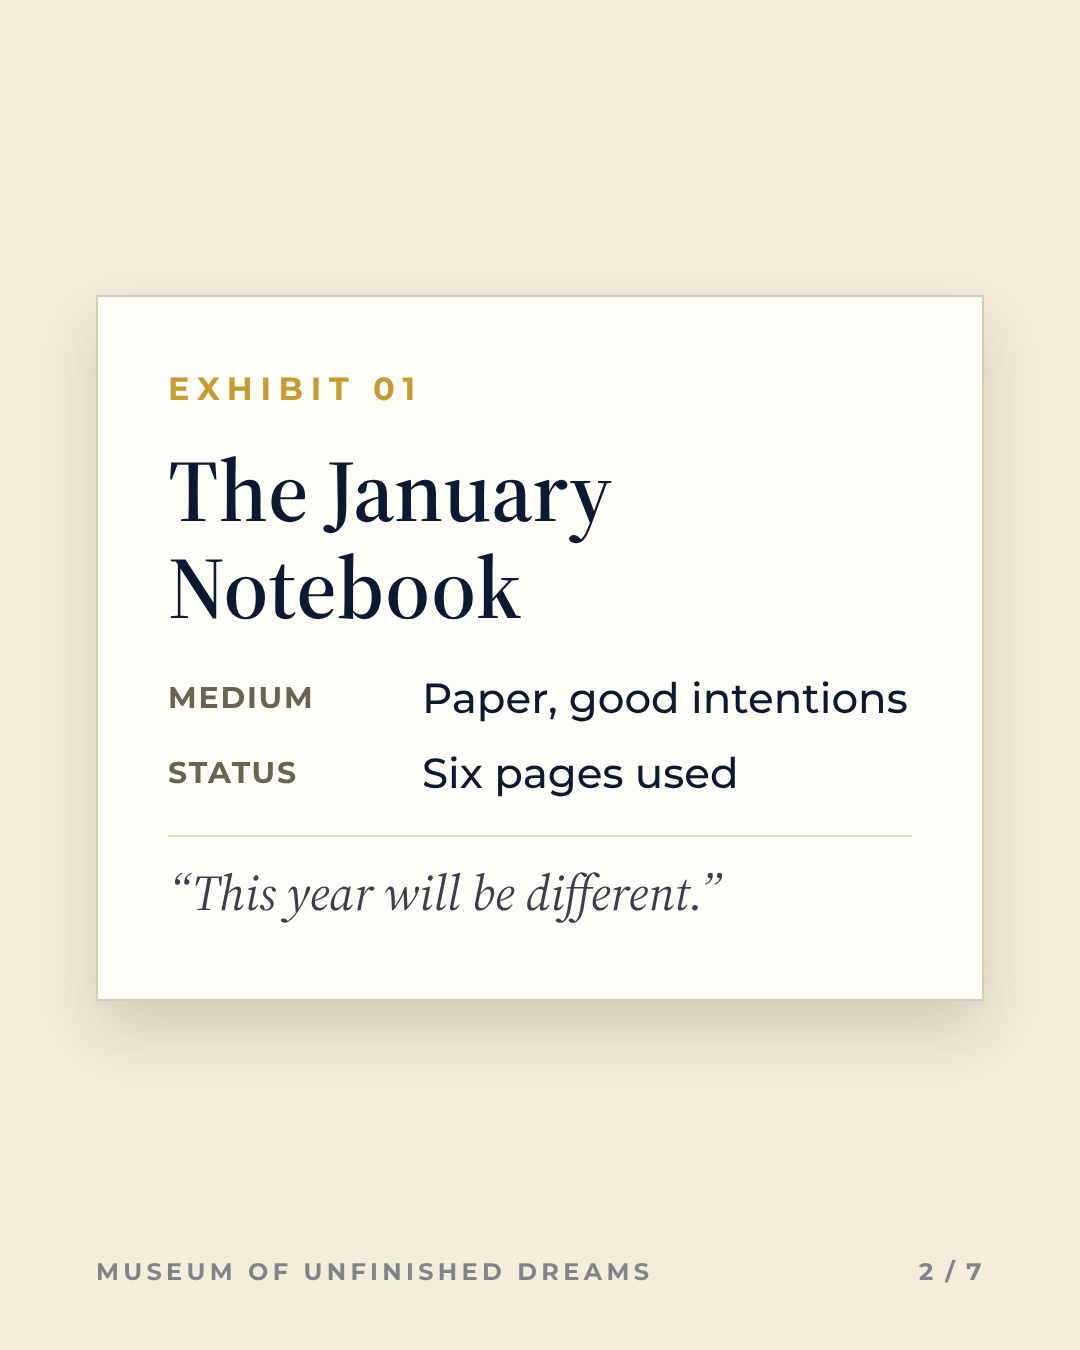 EXHIBIT 01
The January
Notebook
MEDIUM Paper, good intentions
STATUS Six pages used
“This year will be different.”
MUSEUM OF UNFINISHED DREAMS 2 / 7